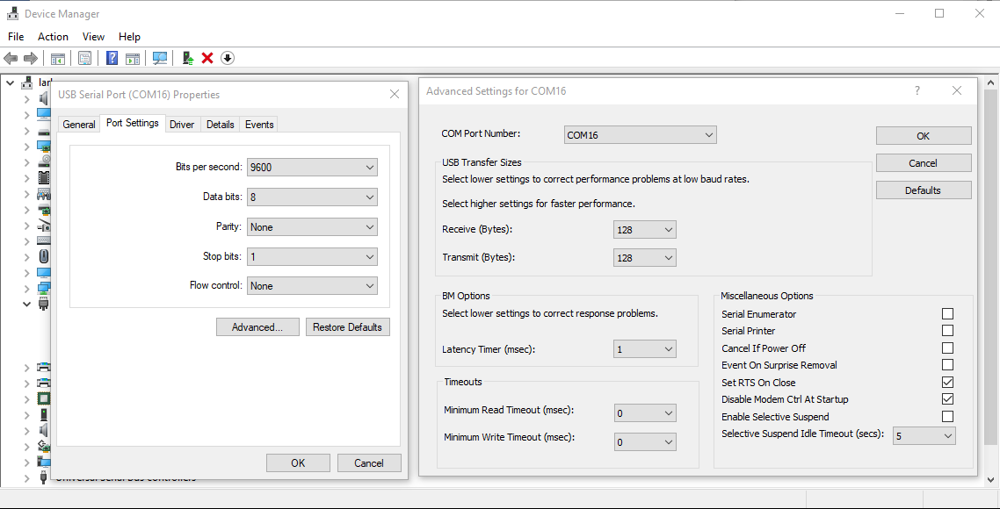 Device Manager
File Action View Help
USB Serial Port (COM16) Properties
General Port Settings Driver Details Events
Bits per second: 9600
Data bits: 8
Parity: None
Stop bits: 1
Flow control: None
Advanced... Restore Defaults
OK Cancel
Advanced Settings for COM16
?
COM Port Number: COM16
OK
Cancel
Defaults
USB Transfer Sizes
Select lower settings to correct performance problems at low baud rates.
Select higher settings for faster performance.
Receive (Bytes): 128
Transmit (Bytes): 128
BM Options
Select lower settings to correct response problems.
Latency Timer (msec): 1
Timeouts
Minimum Read Timeout (msec): 0
Minimum Write Timeout (msec): 0
Miscellaneous Options
Serial Enumerator
Serial Printer
Cancel If Power Off
Event On Surprise Removal
Set RTS On Close
Disable Modem Ctrl At Startup
Enable Selective Suspend
Selective Suspend Idle Timeout (secs): 5
Universal Serial Bus controllers